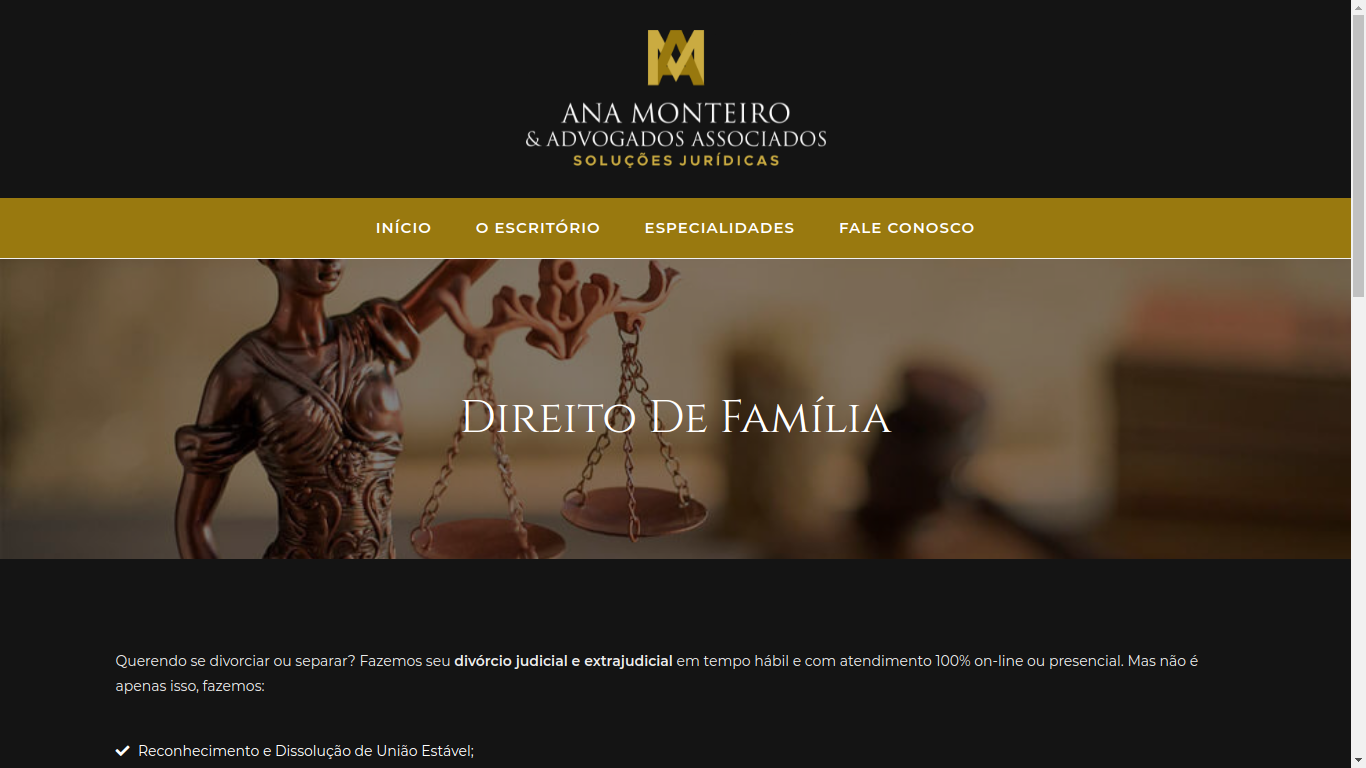 ANA MONTEIRO
& ADVOGADOS ASSOCIADOS
SOLUÇÕES JURÍDICAS
INÍCIO O ESCRITÓRIO ESPECIALIDADES FALE CONOSCO
Direito De Família
Querendo se divorciar ou separar? Fazemos seu divórcio judicial e extrajudicial em tempo hábil e com atendimento 100% on-line ou presencial. Mas não é
apenas isso, fazemos:
Reconhecimento e Dissolução de União Estável;